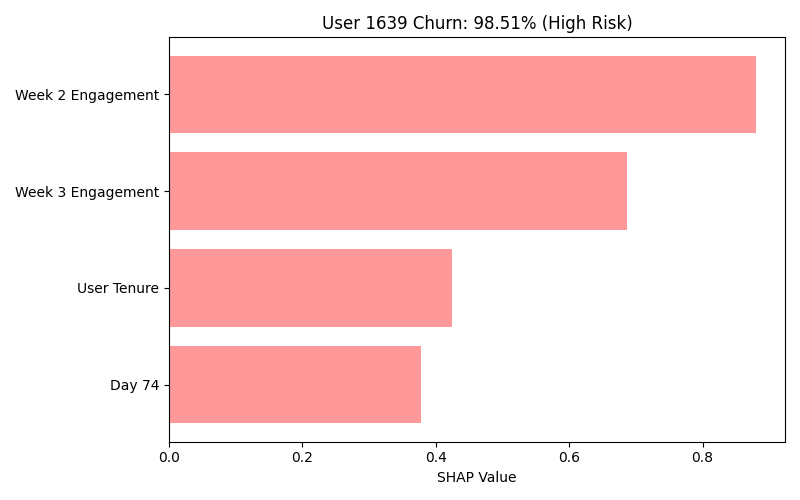 User 1639 Churn: 98.51% (High Risk)
Week 2 Engagement
Week 3 Engagement
User Tenure
Day 74
0.0 0.2 0.4 0.6 0.8
SHAP Value